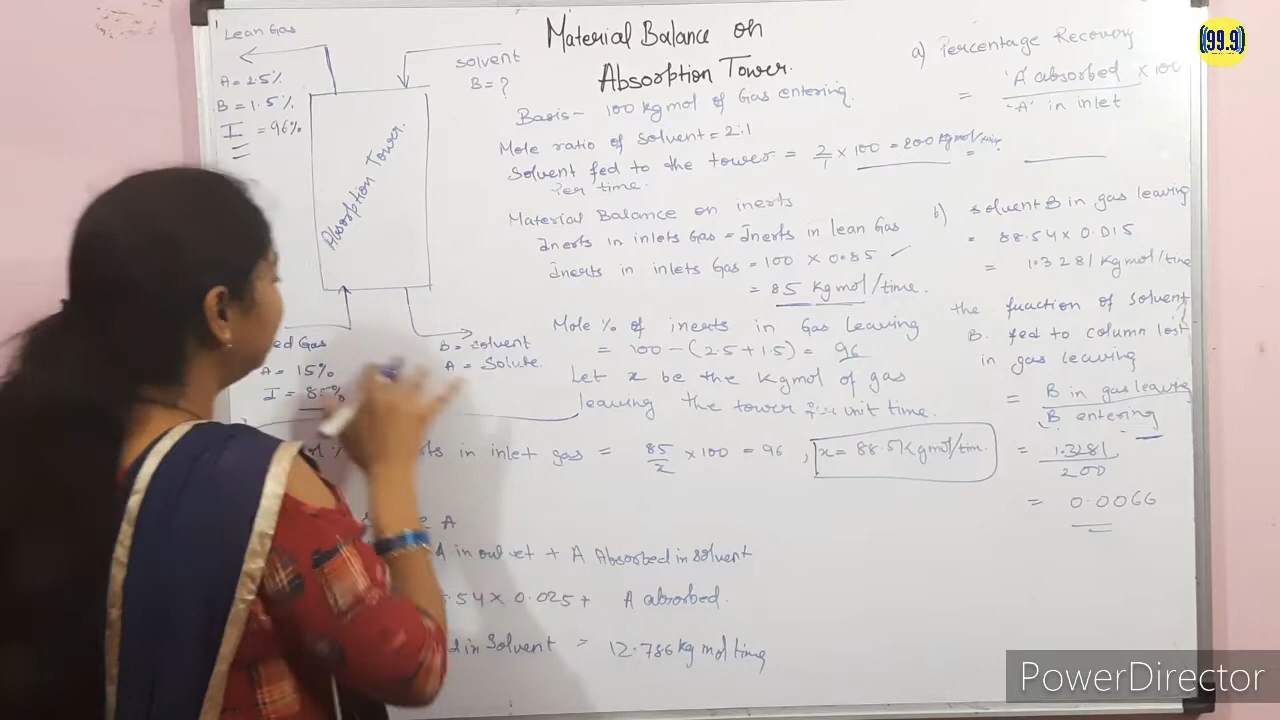 Material Balance on
Absorption Tower.
Lean Gas
A = 2.5%
B = 1.5%
I = 96%
solvent
B = ?
Absorption Tower.
ed Gas
A = 15%
I = 85%
B = solvent
A = Solute.
Basis - 100 kgmol of Gas entering.
Mole ratio of solvent = 2:1
Solvent fed to the tower = 2/1 x 100 = 200 kgmol/time.
Per time.
Material Balance on inerts
Inerts in inlets Gas = Inerts in lean Gas
Inerts in inlets Gas = 100 x 0.85 ✓
= 85 kgmol/time.
Mole % of inerts in Gas leaving
= 100 - (2.5 + 1.5) = 96
Let x be the Kgmol of gas
leaving the tower unit time.
ts in inlet gas = 85/x x 100 = 96 , x = 88.5 Kgmol/time.
A
A in outlet + A Absorbed in solvent
.54 x 0.025 + A absorbed.
d in Solvent = 12.786 kg mol time
a) Percentage Recovery
= 'A' absorbed / 'A' in inlet x 100
=
b) solvent B in gas leaving
= 88.54 x 0.015
= 1.3281 Kgmol/time
the function of solvent
B. fed to column lost
in gas leaving
= B in gas leaving / B entering
= 1.3281 / 200
= 0.0066
(99.9)
PowerDirector